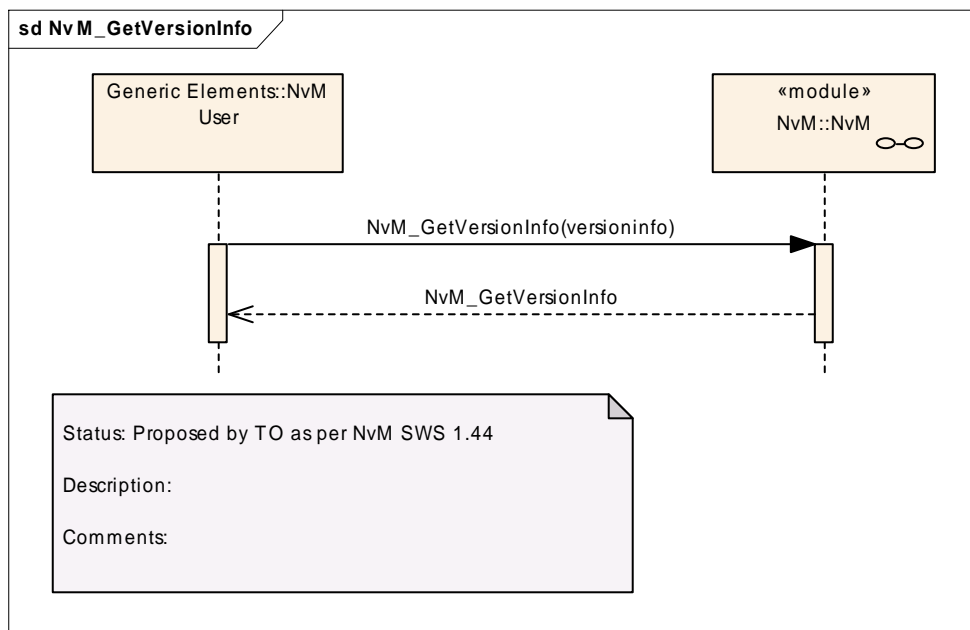 sd NvM_GetVersionInfo
Generic Elements::NvM
User
«module»
NvM::NvM
NvM_GetVersionInfo(versioninfo)
NvM_GetVersionInfo
Status: Proposed by TO as per NvM SWS 1.44
Description:
Comments: